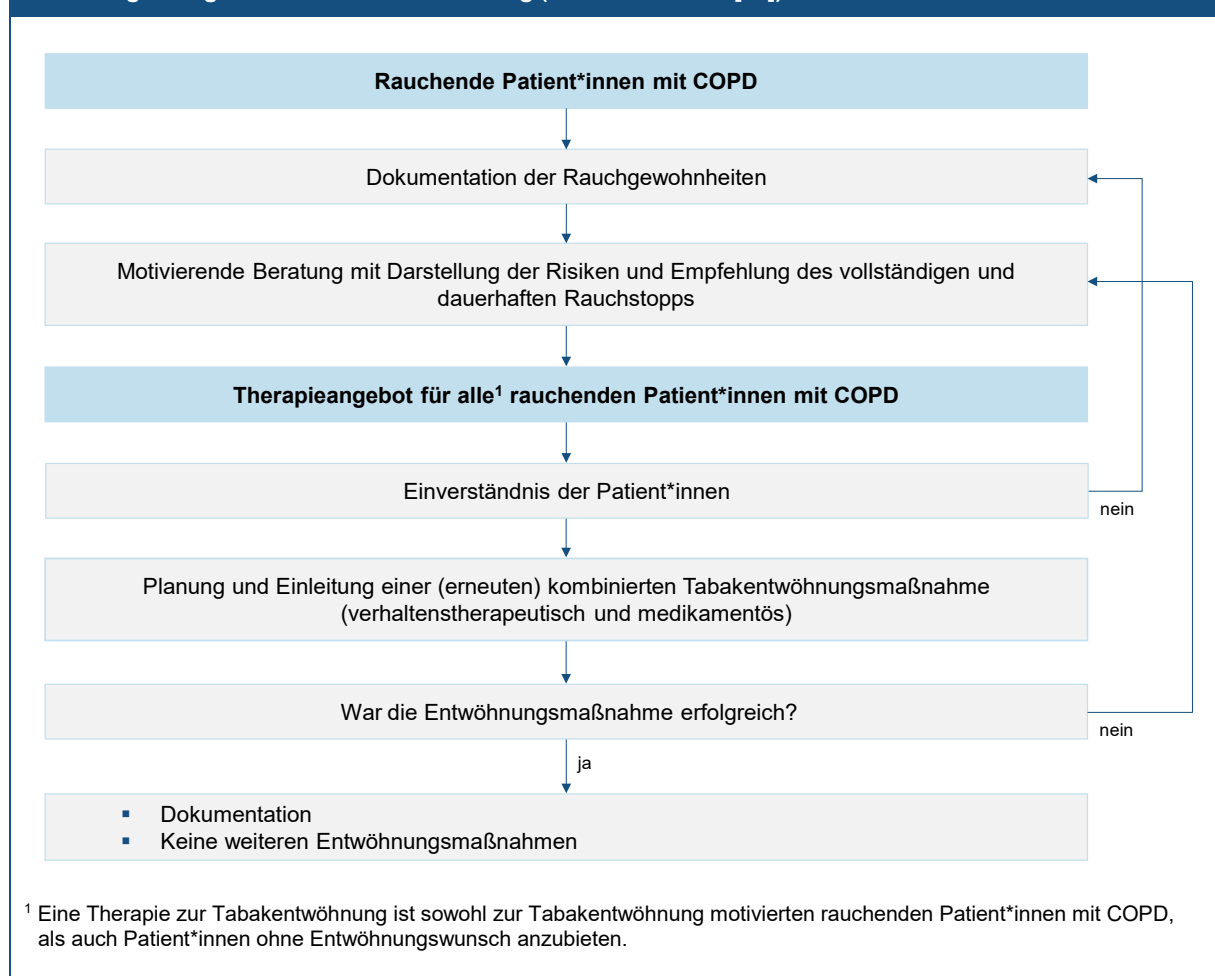 Rauchende Patient*innen mit COPD
Dokumentation der Rauchgewohnheiten
Motivierende Beratung mit Darstellung der Risiken und Empfehlung des vollständigen und
dauerhaften Rauchstopps
Therapieangebot für alle¹ rauchenden Patient*innen mit COPD
Einverständnis der Patient*innen
nein
Planung und Einleitung einer (erneuten) kombinierten Tabakentwöhnungsmaßnahme
(verhaltenstherapeutisch und medikamentös)
War die Entwöhnungsmaßnahme erfolgreich?
nein
ja
▪ Dokumentation
▪ Keine weiteren Entwöhnungsmaßnahmen
¹ Eine Therapie zur Tabakentwöhnung ist sowohl zur Tabakentwöhnung motivierten rauchenden Patient*innen mit COPD,
als auch Patient*innen ohne Entwöhnungswunsch anzubieten.